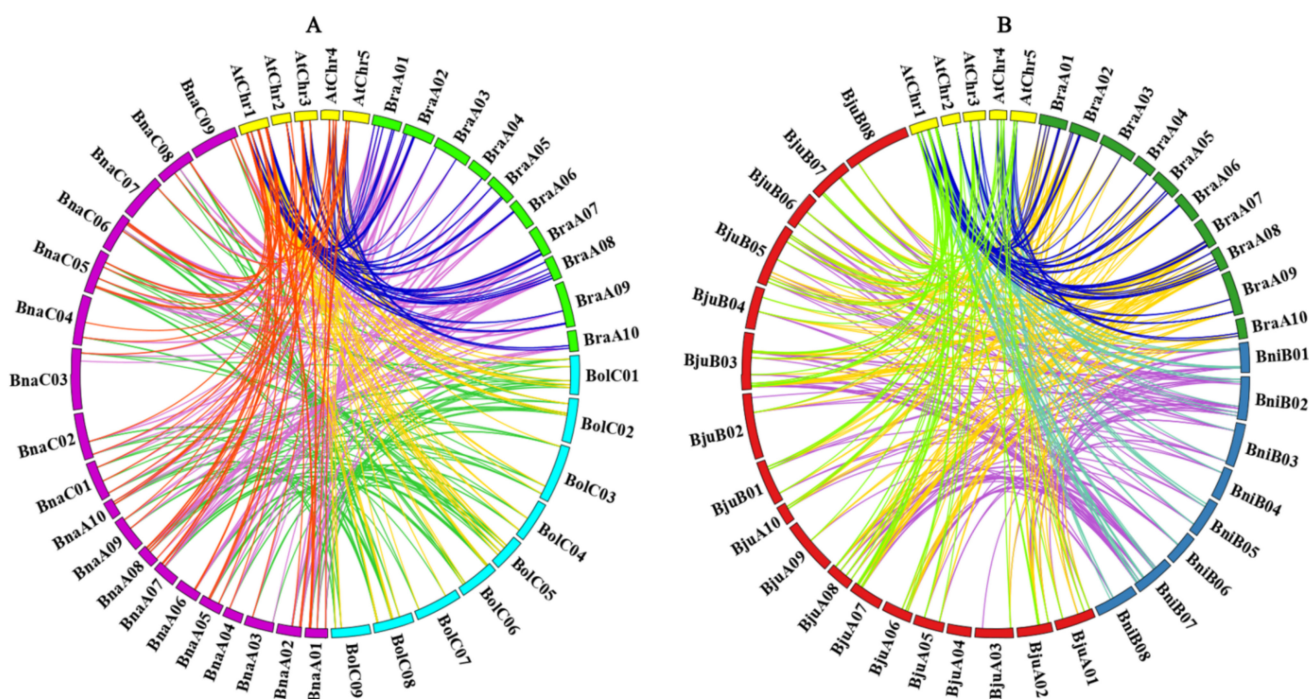 A
AtChr1
AtChr2
AtChr3
AtChr4
AtChr5
BraA01
BraA02
BraA03
BraA04
BraA05
BraA06
BraA07
BraA08
BraA09
BraA10
BolC01
BolC02
BolC03
BolC04
BolC05
BolC06
BolC07
BolC08
BolC09
BnaA01
BnaA02
BnaA03
BnaA04
BnaA05
BnaA06
BnaA07
BnaA08
BnaA09
BnaA10
BnaC01
BnaC02
BnaC03
BnaC04
BnaC05
BnaC06
BnaC07
BnaC08
BnaC09
B
AtChr1
AtChr2
AtChr3
AtChr4
AtChr5
BraA01
BraA02
BraA03
BraA04
BraA05
BraA06
BraA07
BraA08
BraA09
BraA10
BniB01
BniB02
BniB03
BniB04
BniB05
BniB06
BniB07
BniB08
BjuA01
BjuA02
BjuA03
BjuA04
BjuA05
BjuA06
BjuA07
BjuA08
BjuA09
BjuA10
BjuB01
BjuB02
BjuB03
BjuB04
BjuB05
BjuB06
BjuB07
BjuB08